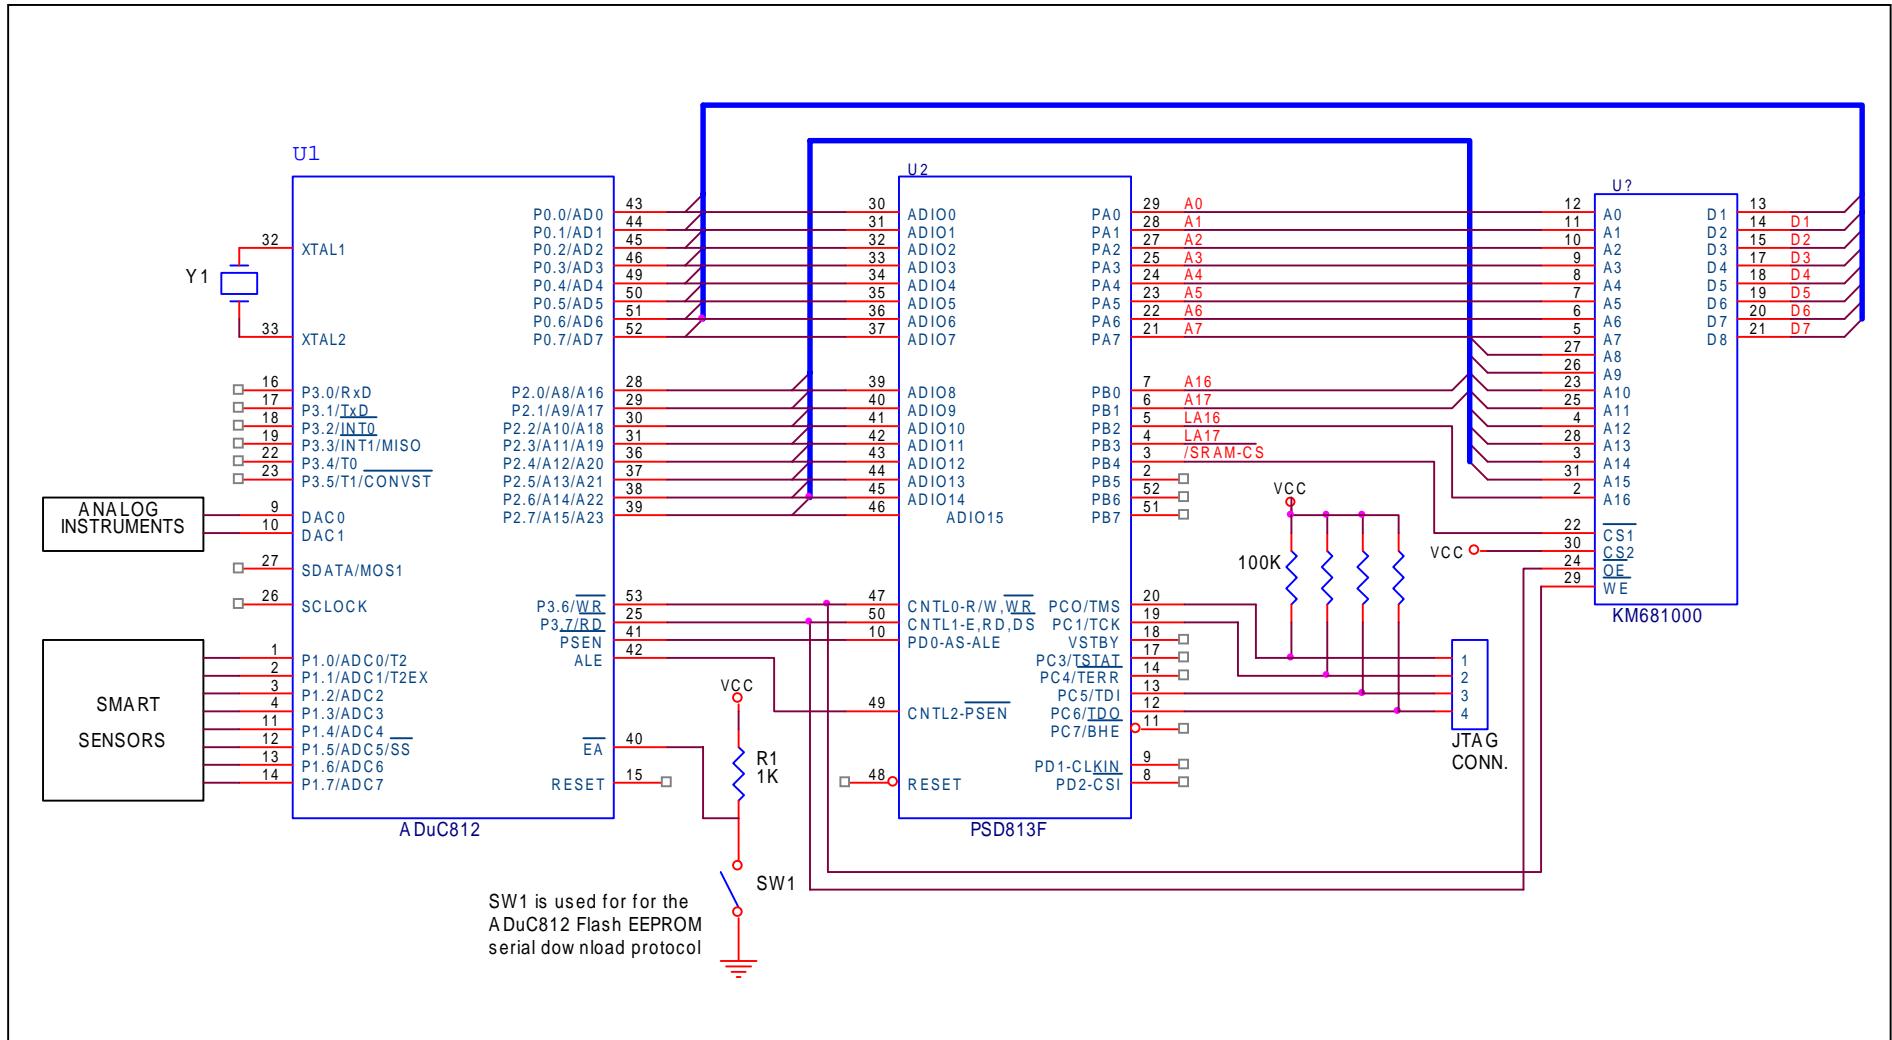 U1
U2
U?
43
P0.0/AD0
44
P0.1/AD1
45
P0.2/AD2
46
P0.3/AD3
49
P0.4/AD4
50
P0.5/AD5
51
P0.6/AD6
52
P0.7/AD7
32
XTAL1
Y1
33
XTAL2
16
P3.0/RxD
17
P3.1/TxD
18
P3.2/INT0
19
P3.3/INT1/MISO
22
P3.4/T0
23
P3.5/T1/CONVST
28
P2.0/A8/A16
29
P2.1/A9/A17
30
P2.2/A10/A18
31
P2.3/A11/A19
36
P2.4/A12/A20
37
P2.5/A13/A21
38
P2.6/A14/A22
39
P2.7/A15/A23
ANALOG
INSTRUMENTS
9
DAC0
10
DAC1
27
SDATA/MOS1
26
SCLOCK
53
P3.6/WR
25
P3.7/RD
41
PSEN
42
ALE
SMART
SENSORS
1
P1.0/ADC0/T2
2
P1.1/ADC1/T2EX
3
P1.2/ADC2
4
P1.3/ADC3
11
P1.4/ADC4
12
P1.5/ADC5/SS
13
P1.6/ADC6
14
P1.7/ADC7
40
EA
15
RESET
ADuC812
VCC
R1
1K
SW1
SW1 is used for for the
ADuC812 Flash EEPROM
serial dow nload protocol
30
ADIO0
31
ADIO1
32
ADIO2
33
ADIO3
34
ADIO4
35
ADIO5
36
ADIO6
37
ADIO7
39
ADIO8
40
ADIO9
41
ADIO10
42
ADIO11
43
ADIO12
44
ADIO13
45
ADIO14
46
ADIO15
47
CNTL0-R/W,WR
50
CNTL1-E,RD,DS
10
PD0-AS-ALE
49
CNTL2-PSEN
48
RESET
PSD813F
PA0 29 A0
PA1 28 A1
PA2 27 A2
PA3 25 A3
PA4 24 A4
PA5 23 A5
PA6 22 A6
PA7 21 A7
PB0 7 A16
PB1 6 A17
PB2 5 LA16
PB3 4 LA17
PB4 3 /SRAM-CS
PB5 2
PB6 52
PB7 51
PCO/TMS 20
PC1/TCK 19
VSTBY 18
PC3/TSTAT 17
PC4/TERR 14
PC5/TDI 13
PC6/TDO 12
PC7/BHE 11
PD1-CLKIN 9
PD2-CSI 8
VCC
100K
1
2
3
4
JTAG
CONN.
12 A0
11 A1
10 A2
9 A3
8 A4
7 A5
6 A6
5 A7
27 A8
26 A9
23 A10
25 A11
4 A12
28 A13
3 A14
31 A15
2 A16
22 CS1
VCC
30 CS2
24 OE
29 WE
KM681000
D1 13
D2 14 D1
D3 15 D2
D4 17 D3
D5 18 D4
D6 19 D5
D7 20 D6
D8 21 D7